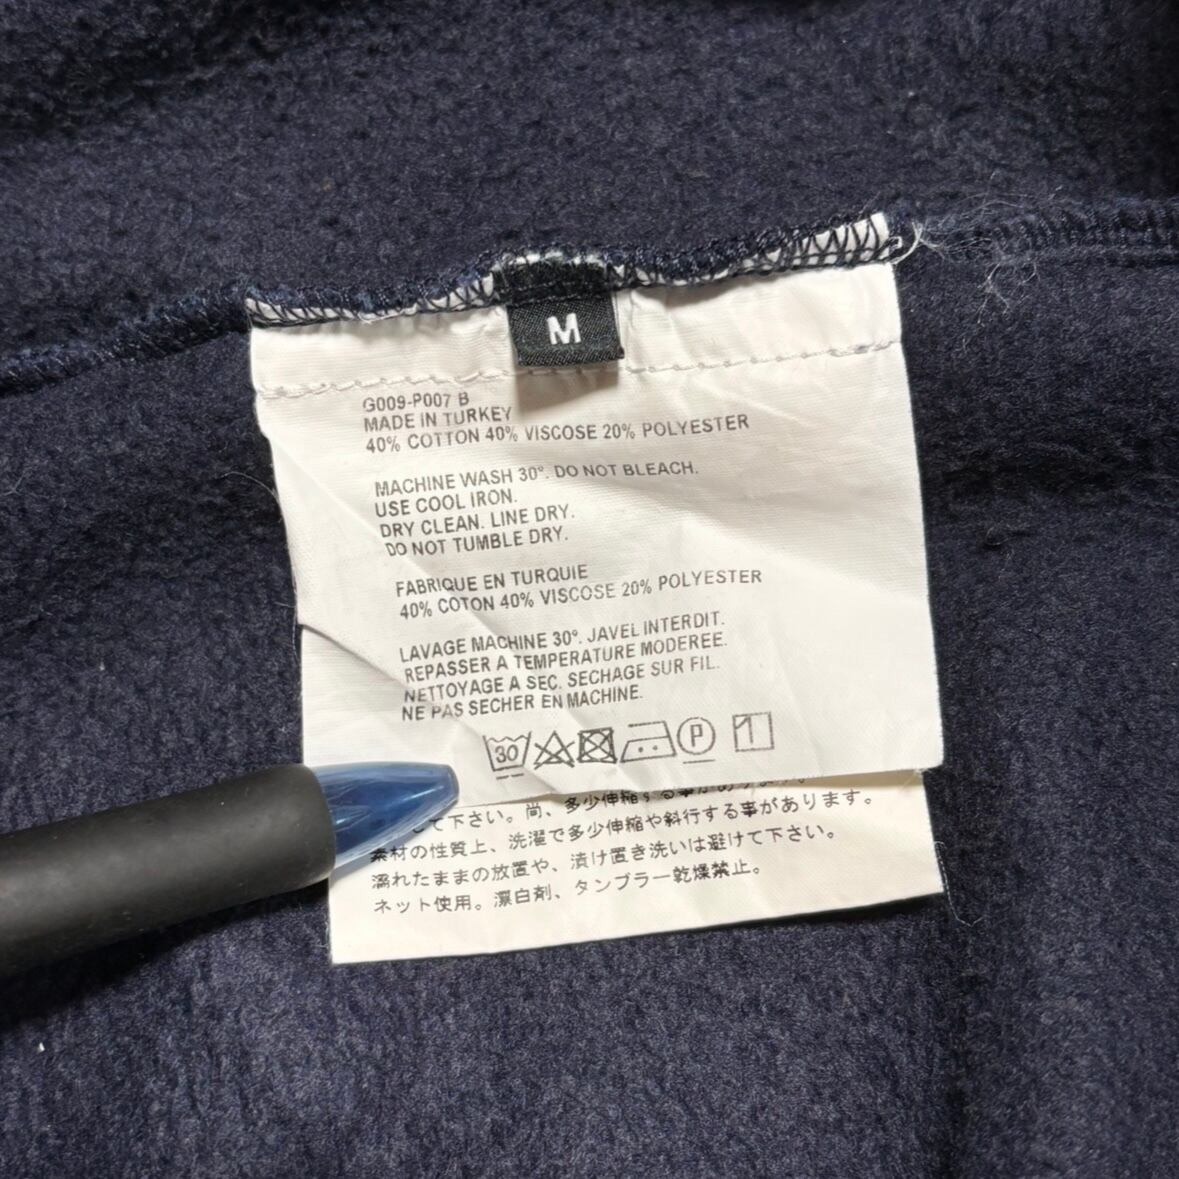 M
G009-P007 B
MADE IN TURKEY
40% COTTON 40% VISCOSE 20% POLYESTER
MACHINE WASH 30°. DO NOT BLEACH.
USE COOL IRON.
DRY CLEAN. LINE DRY.
DO NOT TUMBLE DRY.
FABRIQUE EN TURQUIE
40% COTON 40% VISCOSE 20% POLYESTER
LAVAGE MACHINE 30°. JAVEL INTERDIT.
REPASSER A TEMPERATURE MODEREE.
NETTOYAGE A SEC. SECHAGE SUR FIL.
NE PAS SECHER EN MACHINE.
30 P
て下さい。尚、多少伸縮する事があります。
素材の性質上、洗濯で多少伸縮や斜行する事があります。
濡れたままの放置や、漬け置き洗いは避けて下さい。
ネット使用。漂白剤、タンブラー乾燥禁止。